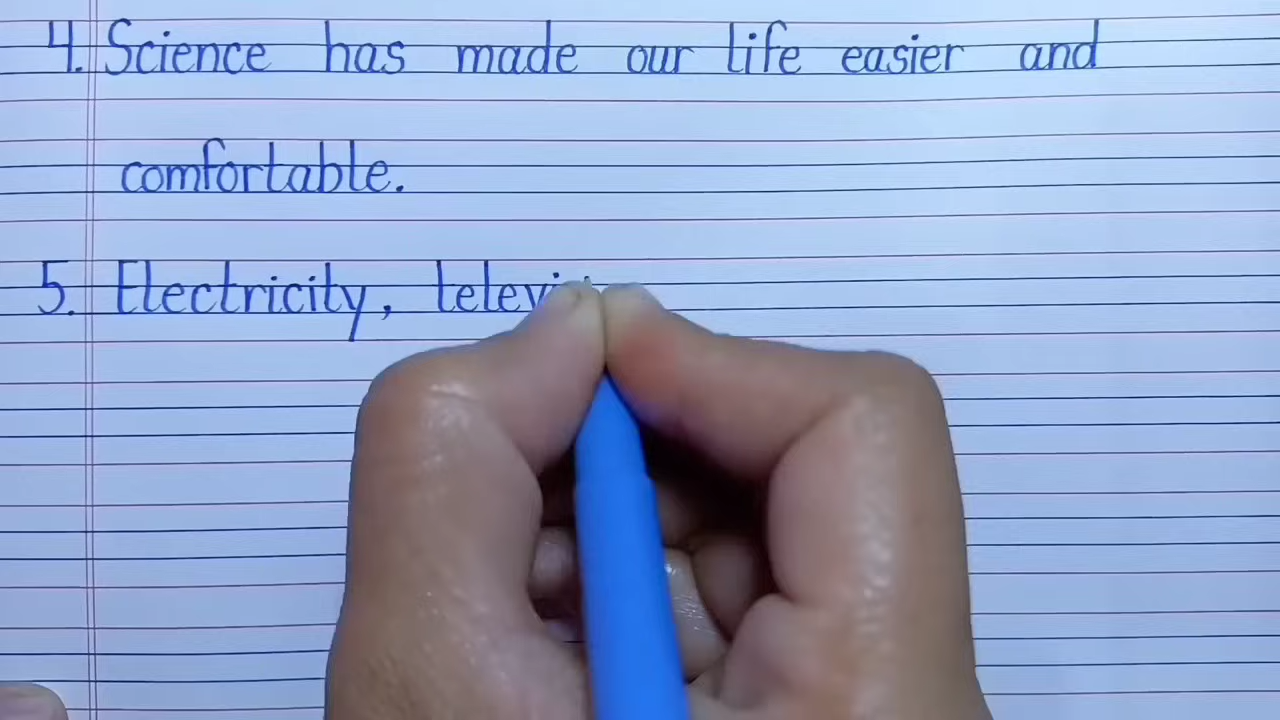 4. Science has made our life easier and
comfortable.
5. Electricity, televi